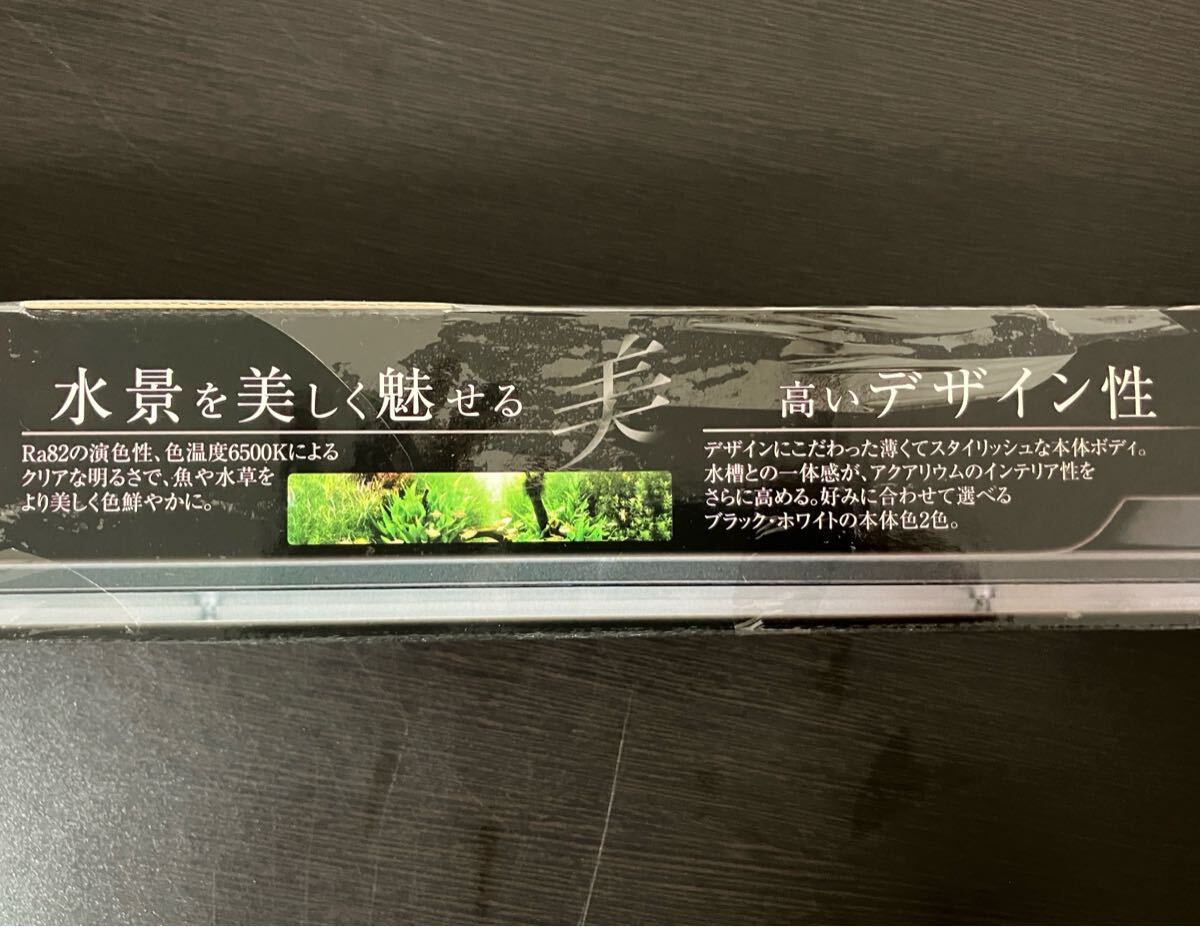 水景を美しく魅せる
Ra82の演色性、色温度6500Kによる
クリアな明るさで、魚や水草を
より美しく色鮮やかに。
美
高いデザイン性
デザインにこだわった薄くてスタイリッシュな本体ボディ。
水槽との一体感が、アクアリウムのインテリア性を
さらに高める。好みに合わせて選べる
ブラック・ホワイトの本体色2色。